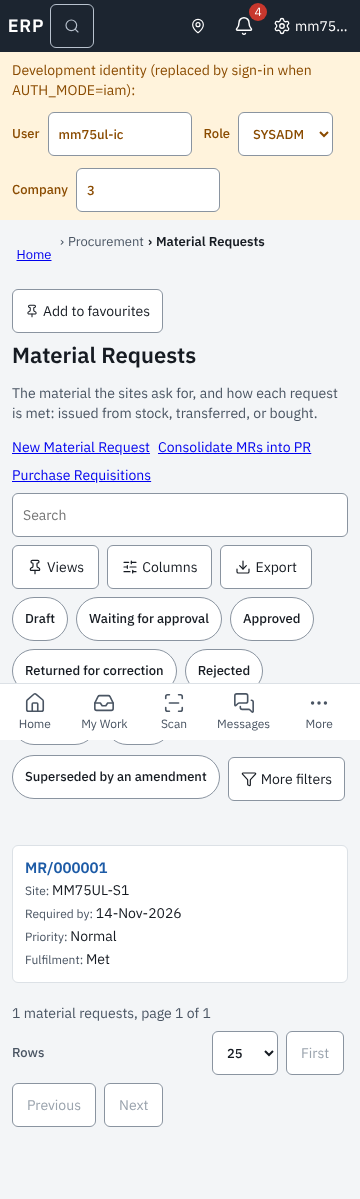 ERP
4
mm75...
Development identity (replaced by sign-in when
AUTH_MODE=iam):
User mm75ul-ic Role SYSADM
Company 3
Home › Procurement › Material Requests
Add to favourites
Material Requests
The material the sites ask for, and how each request
is met: issued from stock, transferred, or bought.
New Material Request Consolidate MRs into PR
Purchase Requisitions
Search
Views Columns Export
Draft Waiting for approval Approved
Returned for correction Rejected
Home My Work Scan Messages More
Superseded by an amendment More filters
MR/000001
Site: MM75UL-S1
Required by: 14-Nov-2026
Priority: Normal
Fulfilment: Met
1 material requests, page 1 of 1
Rows 25 First
Previous Next